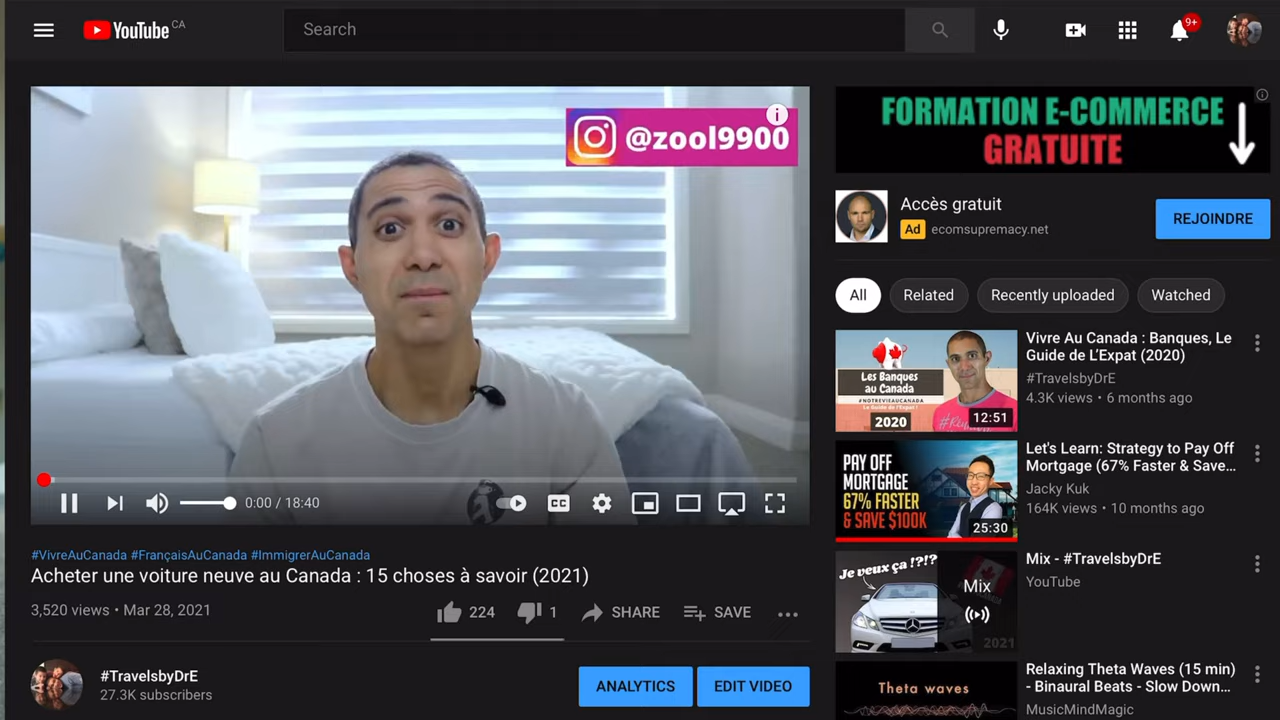 YouTube CA
Search
9+
@zool9900
0:00 / 18:40
CC
#VivreAuCanada #FrançaisAuCanada #ImmigrerAuCanada
Acheter une voiture neuve au Canada : 15 choses à savoir (2021)
3,520 views • Mar 28, 2021
224
1
SHARE
SAVE
#TravelsbyDrE
27.3K subscribers
ANALYTICS
EDIT VIDEO
FORMATION E-COMMERCE
GRATUITE
Accès gratuit
Ad ecomsupremacy.net
REJOINDRE
All
Related
Recently uploaded
Watched
Les Banques
au Canada
#NOTREVIEAUCANADA
Le Guide de l'Expat !
2020
12:51
Vivre Au Canada : Banques, Le
Guide de L'Expat (2020)
#TravelsbyDrE
4.3K views • 6 months ago
PAY OFF
MORTGAGE
67% FASTER
& SAVE $100K
25:30
Let's Learn: Strategy to Pay Off
Mortgage (67% Faster & Save...
Jacky Kuk
164K views • 10 months ago
Je veux ça !?!?
Mix
2021
Mix - #TravelsbyDrE
YouTube
Theta waves
Relaxing Theta Waves (15 min)
- Binaural Beats - Slow Down...
MusicMindMagic